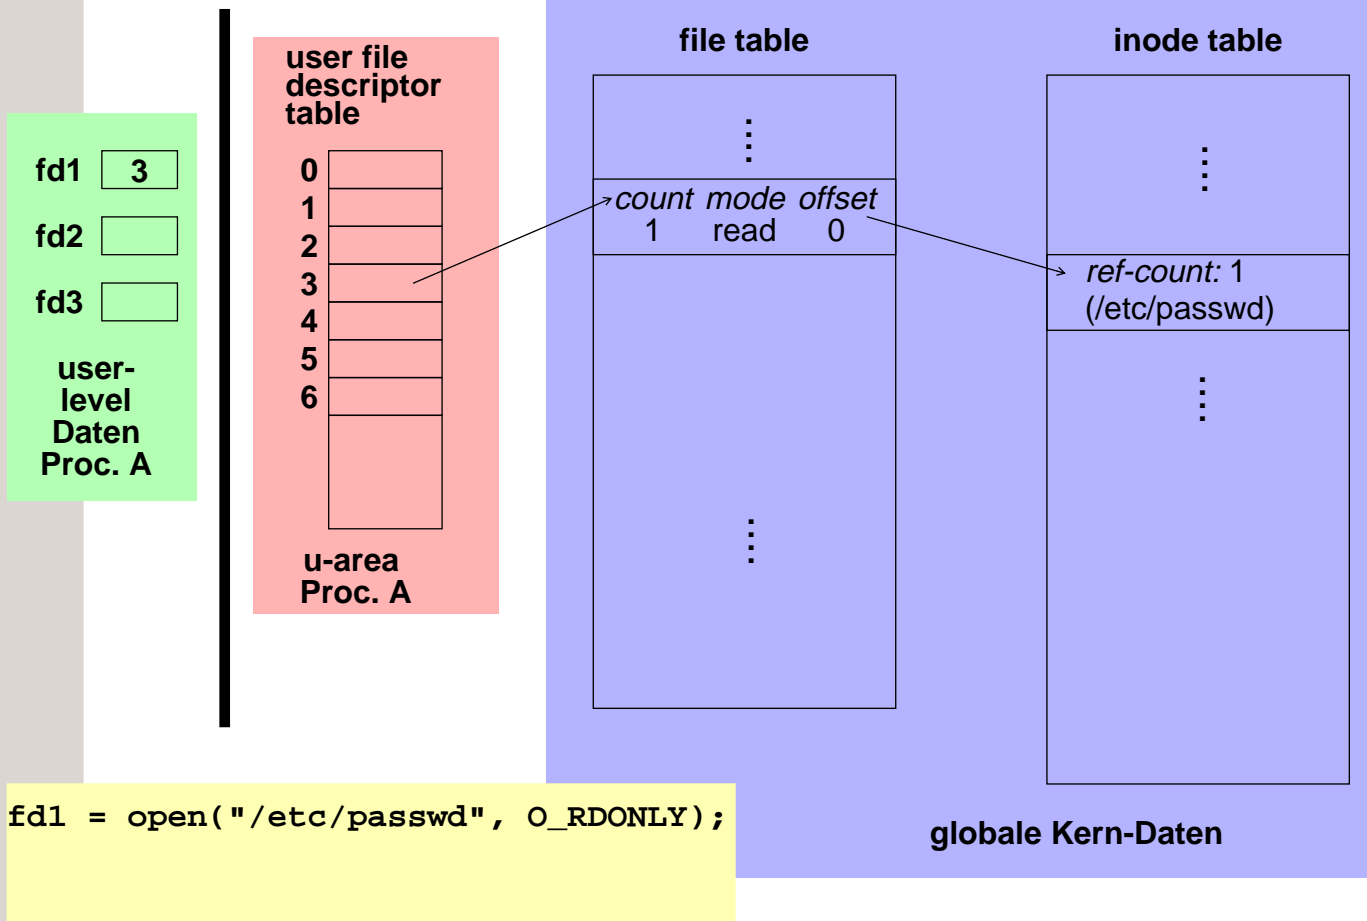 fd1 3
fd2
fd3
user-
level
Daten
Proc. A
user file
descriptor
table
0
1
2
3
4
5
6
u-area
Proc. A
file table
count mode offset
1 read 0
inode table
ref-count: 1
(/etc/passwd)
globale Kern-Daten
fd1 = open("/etc/passwd", O_RDONLY);